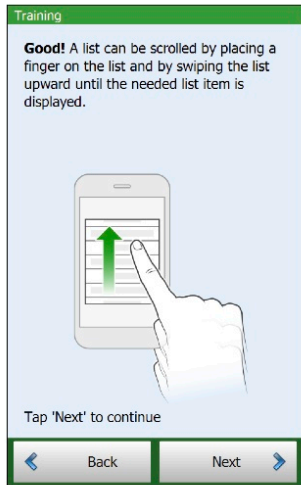 Training
Good! A list can be scrolled by placing a
finger on the list and by swiping the list
upward until the needed list item is
displayed.
Tap 'Next' to continue
Back
Next